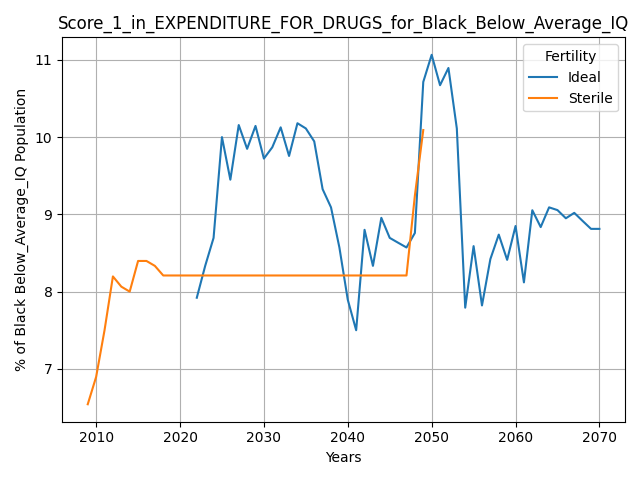 Score_1_in_EXPENDITURE_FOR_DRUGS_for_Black_Below_Average_IQ
Fertility
Ideal
Sterile
% of Black Below_Average_IQ Population
11
10
9
8
7
2010 2020 2030 2040 2050 2060 2070
Years